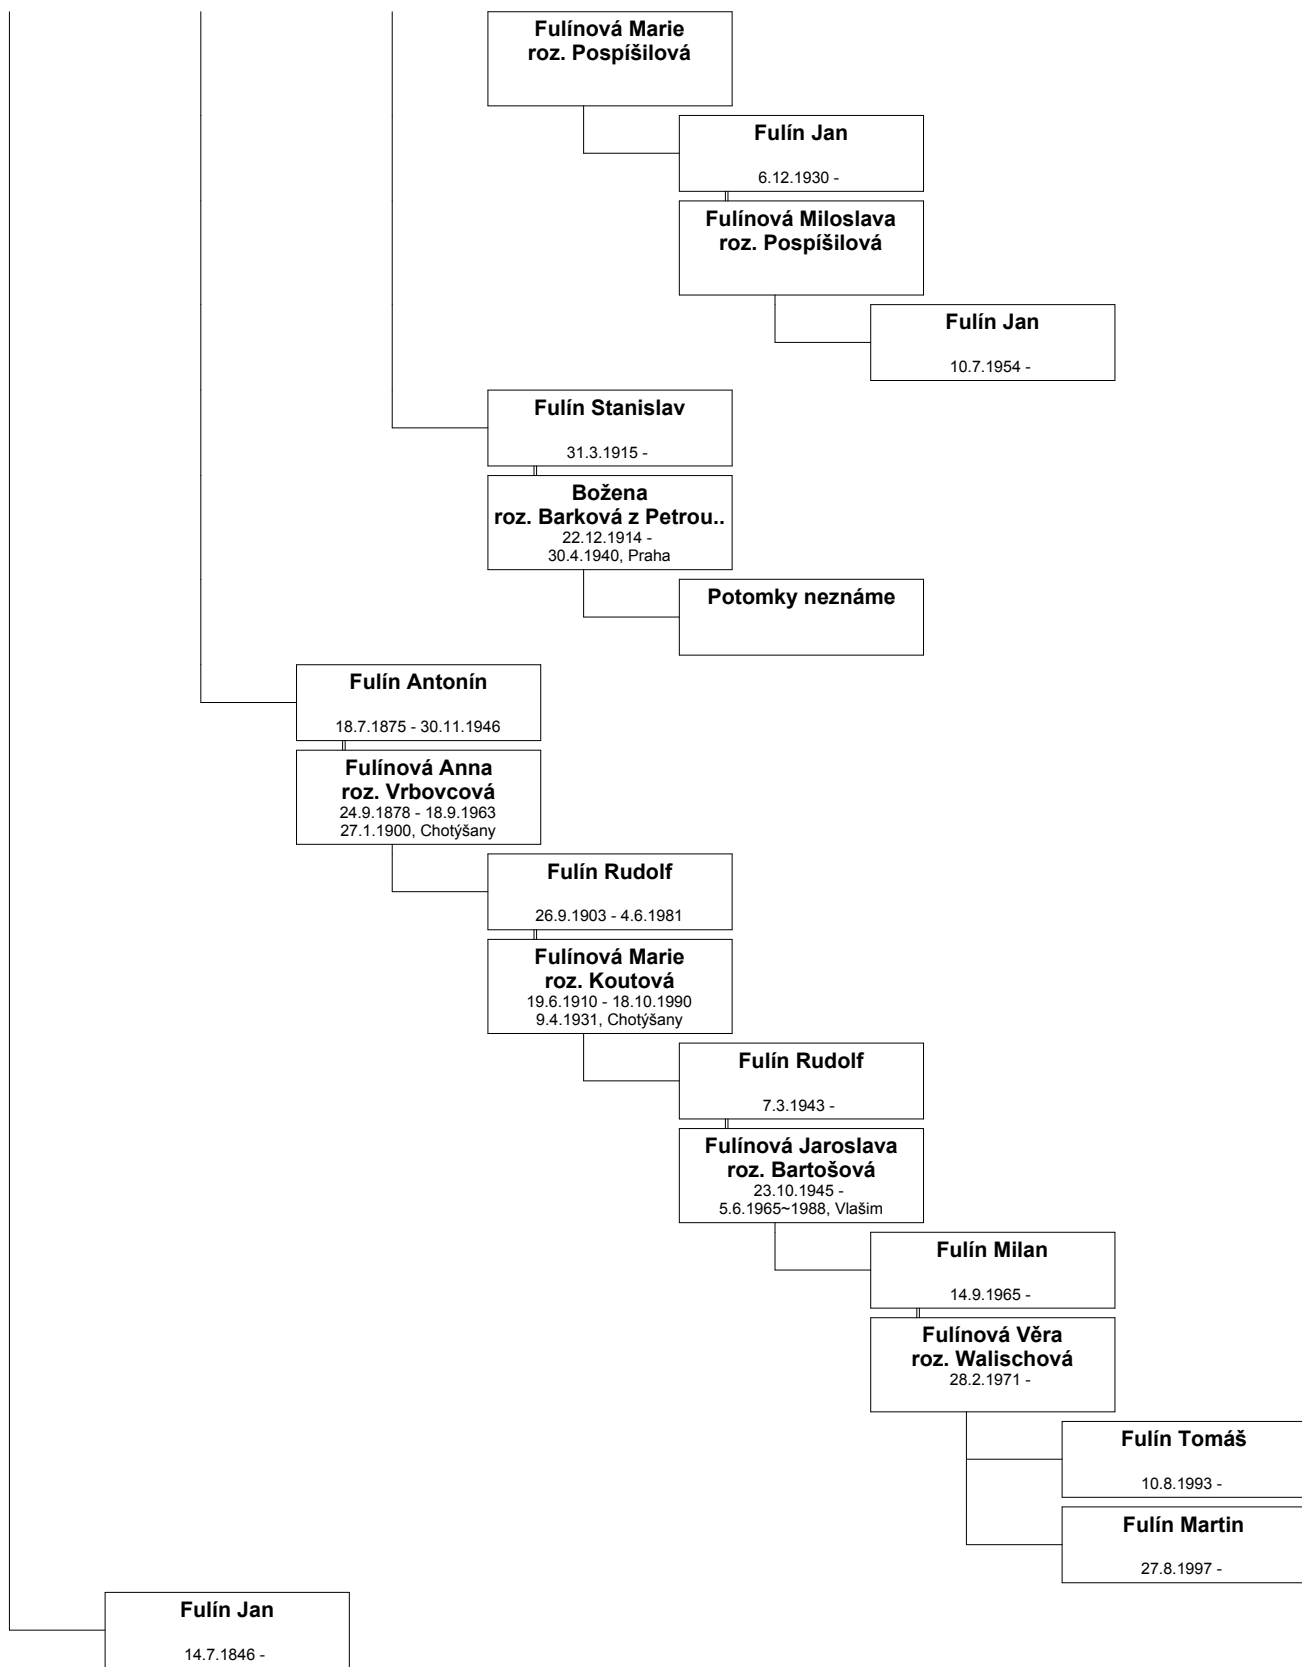 Fulínová Marie
roz. Pospíšilová
Fulín Jan
6.12.1930 -
Fulínová Miloslava
roz. Pospíšilová
Fulín Jan
10.7.1954 -
Fulín Stanislav
31.3.1915 -
Božena
roz. Barková z Petrou..
22.12.1914 -
30.4.1940, Praha
Potomky neznáme
Fulín Antonín
18.7.1875 - 30.11.1946
Fulínová Anna
roz. Vrbovcová
24.9.1878 - 18.9.1963
27.1.1900, Chotýšany
Fulín Rudolf
26.9.1903 - 4.6.1981
Fulínová Marie
roz. Koutová
19.6.1910 - 18.10.1990
9.4.1931, Chotýšany
Fulín Rudolf
7.3.1943 -
Fulínová Jaroslava
roz. Bartošová
23.10.1945 -
5.6.1965~1988, Vlašim
Fulín Milan
14.9.1965 -
Fulínová Věra
roz. Walischová
28.2.1971 -
Fulín Tomáš
10.8.1993 -
Fulín Martin
27.8.1997 -
Fulín Jan
14.7.1846 -